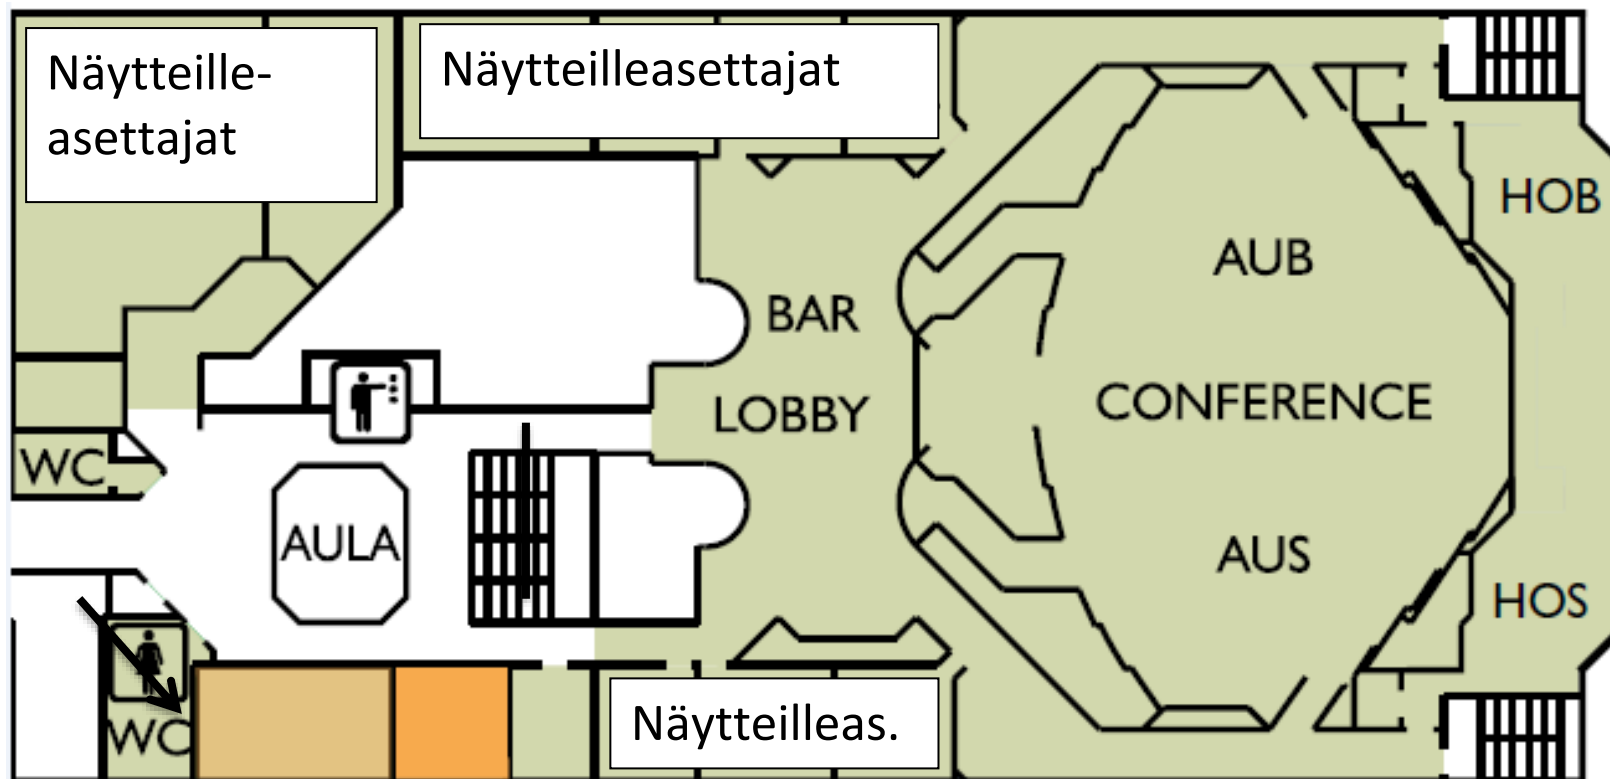 Näytteille-
asettajat
Näytteilleasettajat
HOB
AUB
BAR
LOBBY
CONFERENCE
WC
AULA
AUS
HOS
WC
Näytteilleas.